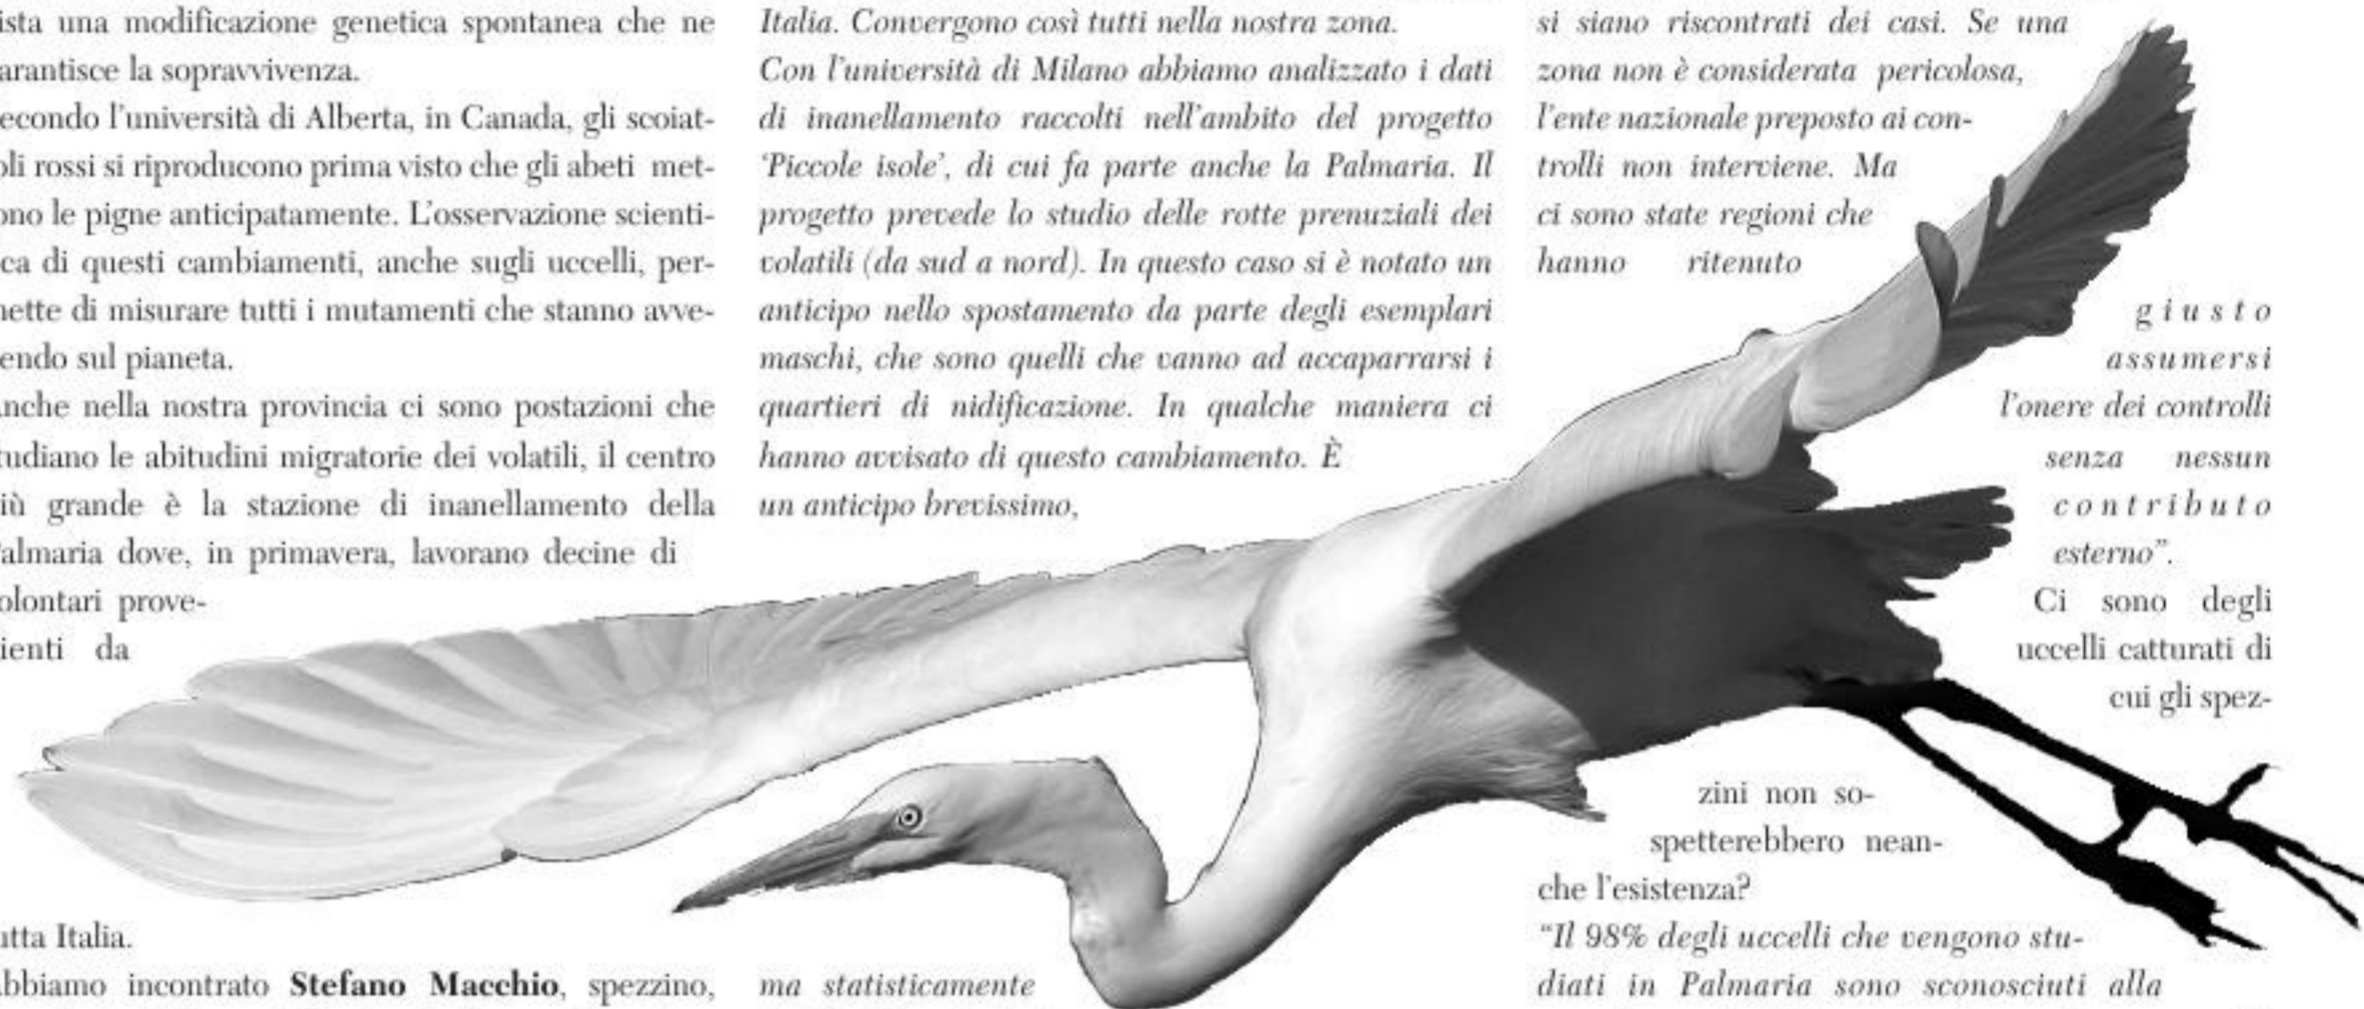 ista una modificazione genetica spontanea che ne
arantisce la sopravvivenza.
econdo l'università di Alberta, in Canada, gli scoiat-
oli rossi si riproducono prima visto che gli abeti met-
ono le pigne anticipatamente. L'osservazione scienti-
ca di questi cambiamenti, anche sugli uccelli, per-
nette di misurare tutti i mutamenti che stanno avve-
endo sul pianeta.
nche nella nostra provincia ci sono postazioni che
tudiano le abitudini migratorie dei volatili, il centro
iù grande è la stazione di inanellamento della
almaria dove, in primavera, lavorano decine di
olontari prove-
ienti da
utta Italia.
bbiamo incontrato Stefano Macchio, spezzino,
Italia. Convergono così tutti nella nostra zona.
Con l'università di Milano abbiamo analizzato i dati
di inanellamento raccolti nell'ambito del progetto
'Piccole isole', di cui fa parte anche la Palmaria. Il
progetto prevede lo studio delle rotte prenuziali dei
volatili (da sud a nord). In questo caso si è notato un
anticipo nello spostamento da parte degli esemplari
maschi, che sono quelli che vanno ad accaparrarsi i
quartieri di nidificazione. In qualche maniera ci
hanno avvisato di questo cambiamento. È
un anticipo brevissimo,
ma statisticamente
si siano riscontrati dei casi. Se una
zona non è considerata pericolosa,
l'ente nazionale preposto ai con-
trolli non interviene. Ma
ci sono state regioni che
hanno ritenuto
giusto
assumersi
l'onere dei controlli
senza nessun
contributo
esterno".
Ci sono degli
uccelli catturati di
cui gli spez-
zini non so-
spetterebbero nean-
che l'esistenza?
"Il 98% degli uccelli che vengono stu-
diati in Palmaria sono sconosciuti alla